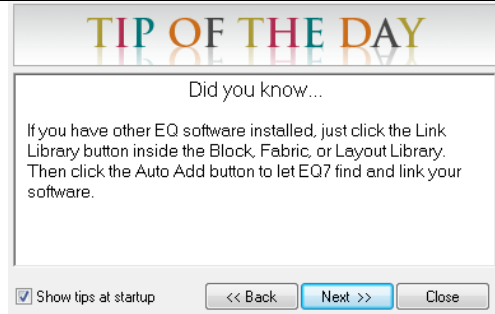 TIP OF THE DAY
Did you know...
If you have other EQ software installed, just click the Link
Library button inside the Block, Fabric, or Layout Library.
Then click the Auto Add button to let EQ7 find and link your
software.
Show tips at startup
<< Back
Next >>
Close